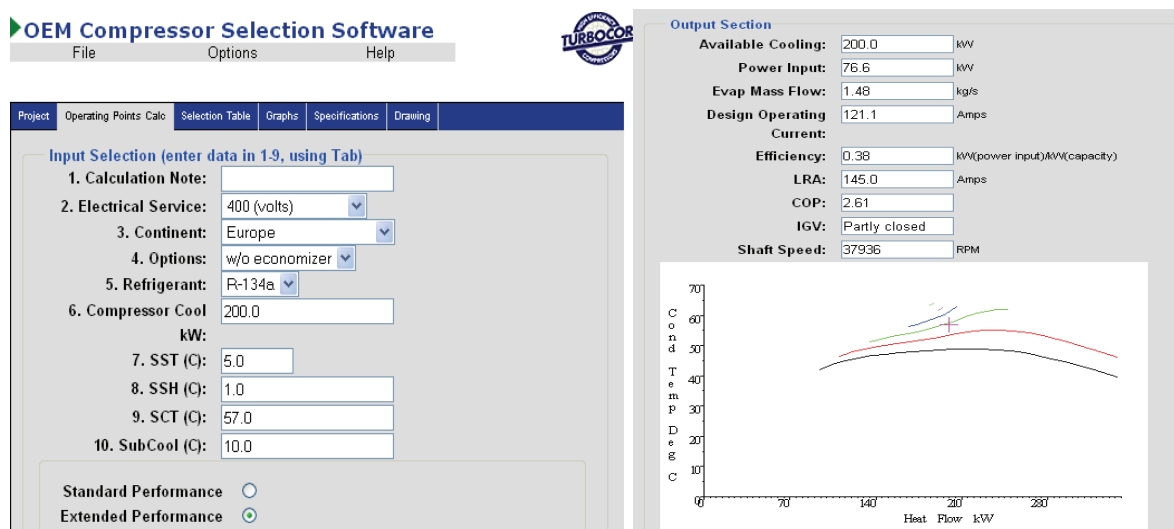 OEM Compressor Selection Software
File Options Help
HIGH EFFICIENCY
TURBOCOR
COMPRESSORS
Project Operating Points Calc Selection Table Graphs Specifications Drawing
Input Selection (enter data in 1-9, using Tab)
1. Calculation Note:
2. Electrical Service: 400 (volts)
3. Continent: Europe
4. Options: w/o economizer
5. Refrigerant: R-134a
6. Compressor Cool kW: 200.0
7. SST (C): 5.0
8. SSH (C): 1.0
9. SCT (C): 57.0
10. SubCool (C): 10.0
Standard Performance
Extended Performance
Output Section
Available Cooling: 200.0 kW
Power Input: 76.6 kW
Evap Mass Flow: 1.48 kg/s
Design Operating Current: 121.1 Amps
Efficiency: 0.38 kW(power input)/kW(capacity)
LRA: 145.0 Amps
COP: 2.61
IGV: Partly closed
Shaft Speed: 37936 RPM
Cond Temp Deg C
70
60
50
40
30
20
10
0 70 140 210 280
Heat Flow kW